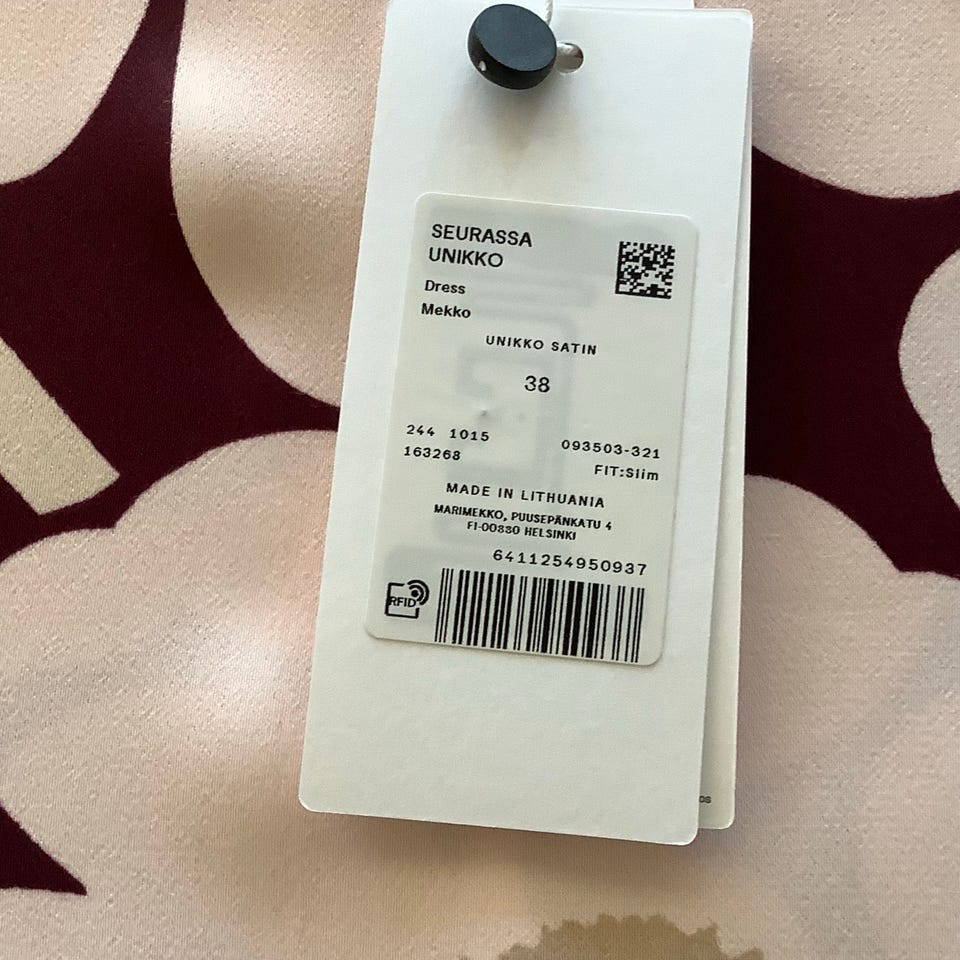 SEURASSA
UNIKKO
Dress
Mekko
UNIKKO SATIN
38
244 1015
093503-321
163268
FIT:Slim
MADE IN LITHUANIA
MARIMEKKO, PUUSEPÄNKATU 4
FI-00880 HELSINKI
6411254950937
RFID
os